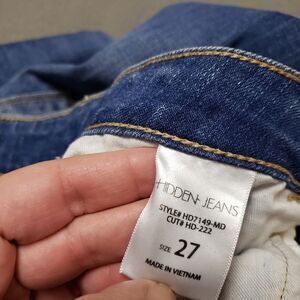 HIDDEN JEANS
STYLE# HD7149-MD
CUT# HD-222
SIZE 27
MADE IN VIETNAM